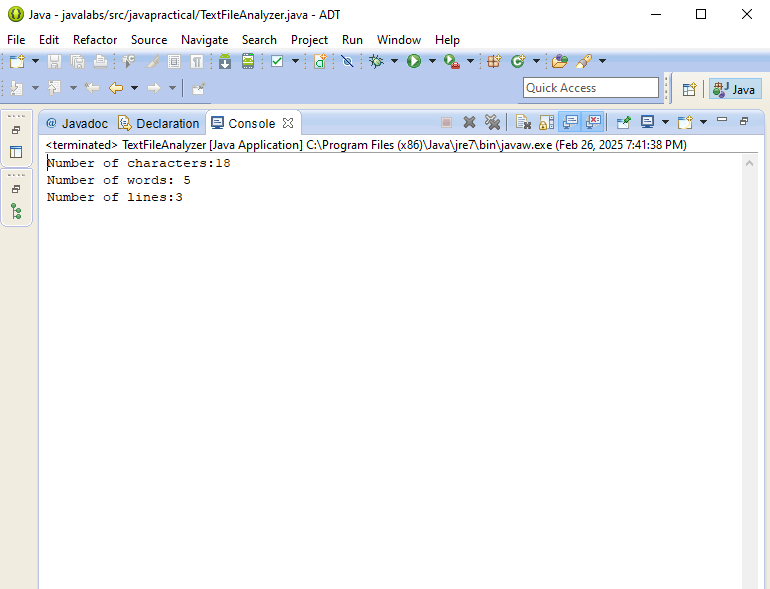 Java - javalabs/src/javapractical/TextFileAnalyzer.java - ADT
File Edit Refactor Source Navigate Search Project Run Window Help
Quick Access
Java
@ Javadoc Declaration Console
<terminated> TextFileAnalyzer [Java Application] C:\Program Files (x86)\Java\jre7\bin\javaw.exe (Feb 26, 2025 7:41:38 PM)
Number of characters:18
Number of words: 5
Number of lines:3